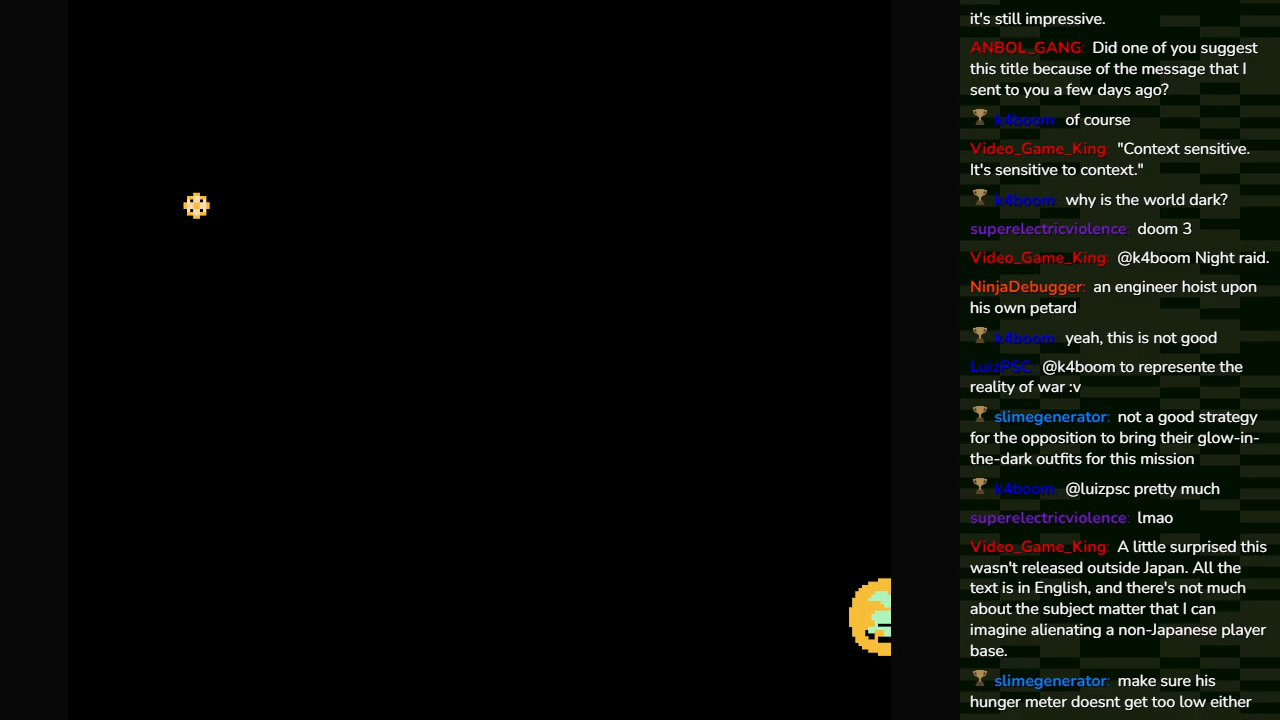 it's still impressive.
ANBOL_GANG: Did one of you suggest
this title because of the message that I
sent to you a few days ago?
k4boom: of course
Video_Game_King: "Context sensitive.
It's sensitive to context."
k4boom: why is the world dark?
superelectricviolence: doom 3
Video_Game_King: @k4boom Night raid.
NinjaDebugger: an engineer hoist upon
his own petard
k4boom: yeah, this is not good
LuizPSC: @k4boom to represente the
reality of war :v
slimegenerator: not a good strategy
for the opposition to bring their glow-in-
the-dark outfits for this mission
k4boom: @luizpsc pretty much
superelectricviolence: lmao
Video_Game_King: A little surprised this
wasn't released outside Japan. All the
text is in English, and there's not much
about the subject matter that I can
imagine alienating a non-Japanese player
base.
slimegenerator: make sure his
hunger meter doesnt get too low either